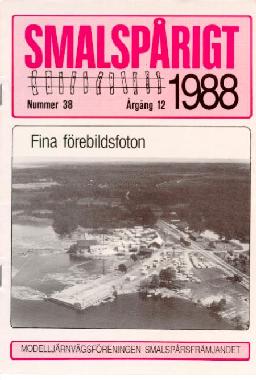 SMALSPÅRIGT
Nummer 38 Årgång 12 1988
Fina förebildsfoton
MODELLJÄRNVÄGSFÖRENINGEN SMALSPÅRSFRÄMJANDET